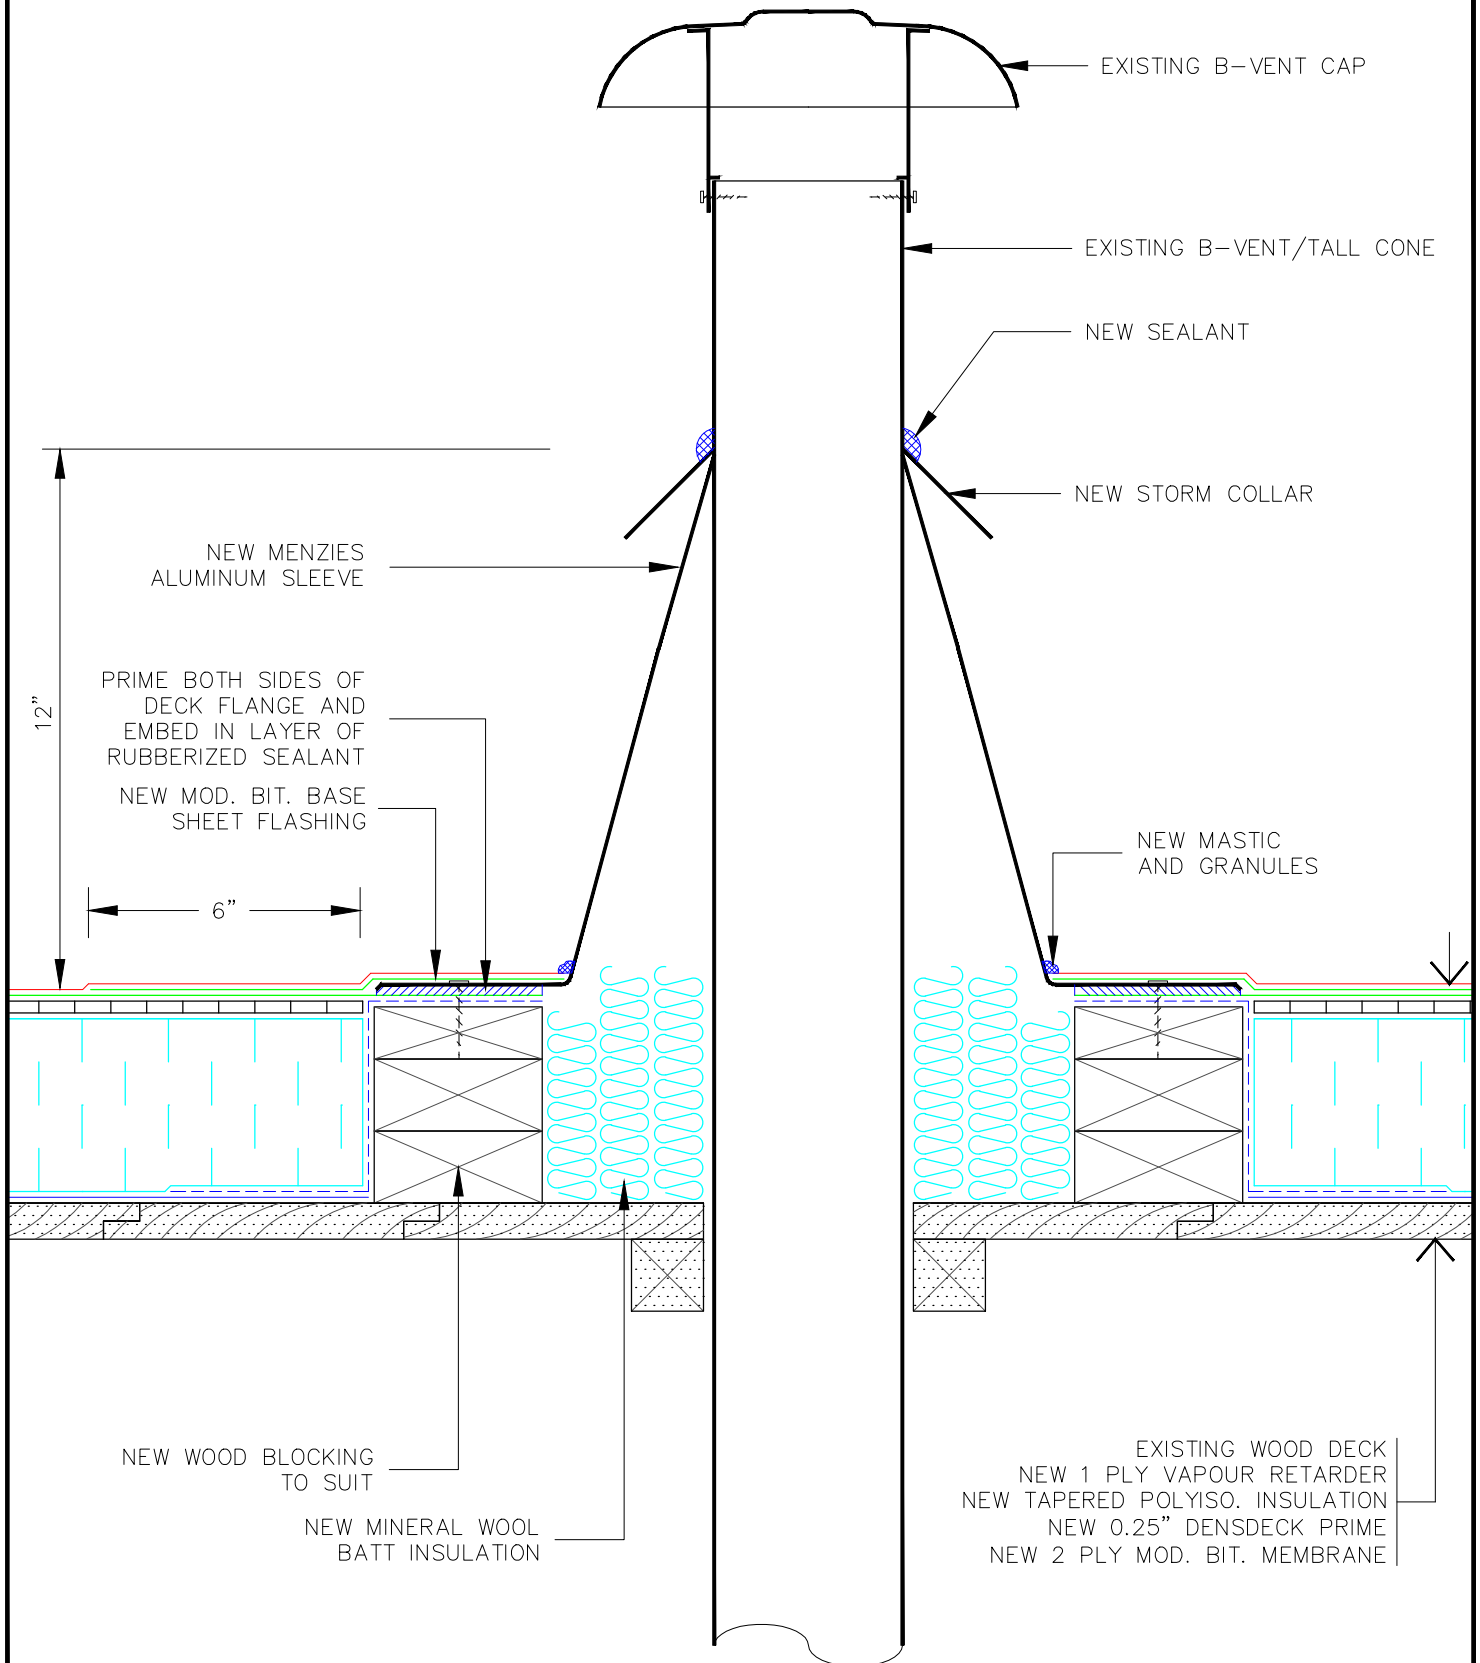 EXISTING B-VENT CAP
EXISTING B-VENT/TALL CONE
NEW SEALANT
NEW STORM COLLAR
NEW MENZIES
ALUMINUM SLEEVE
12"
PRIME BOTH SIDES OF
DECK FLANGE AND
EMBED IN LAYER OF
RUBBERIZED SEALANT
NEW MOD. BIT. BASE
SHEET FLASHING
NEW MASTIC
AND GRANULES
6"
NEW WOOD BLOCKING
TO SUIT
NEW MINERAL WOOL
BATT INSULATION
EXISTING WOOD DECK
NEW 1 PLY VAPOUR RETARDER
NEW TAPERED POLYISO. INSULATION
NEW 0.25" DENSDECK PRIME
NEW 2 PLY MOD. BIT. MEMBRANE